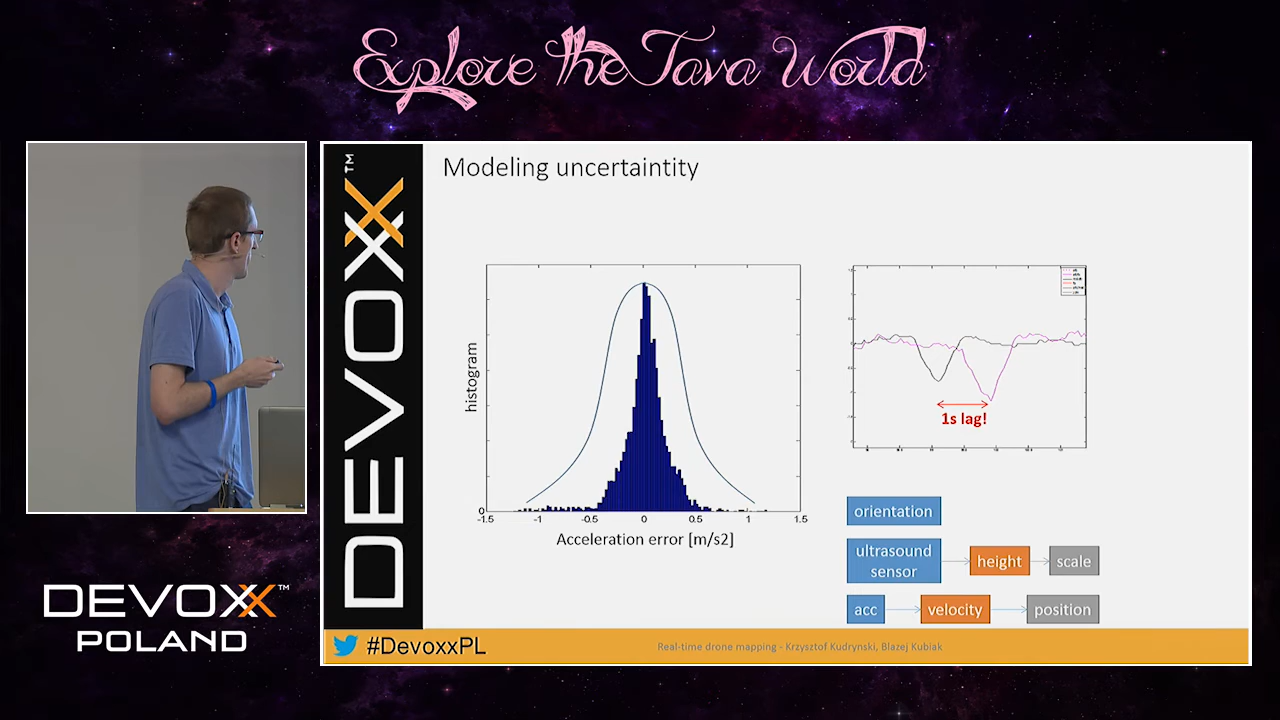 Explore the Java World
DEVOXX™
Modeling uncertaintity
histogram
0
-1.5 -1 -0.5 0 0.5 1 1.5
Acceleration error [m/s2]
1s lag!
orientation
ultrasound
sensor
height
scale
acc
velocity
position
#DevoxxPL
Real-time drone mapping - Krzysztof Kudrynski, Blazej Kubiak
DEVOXX™
POLAND